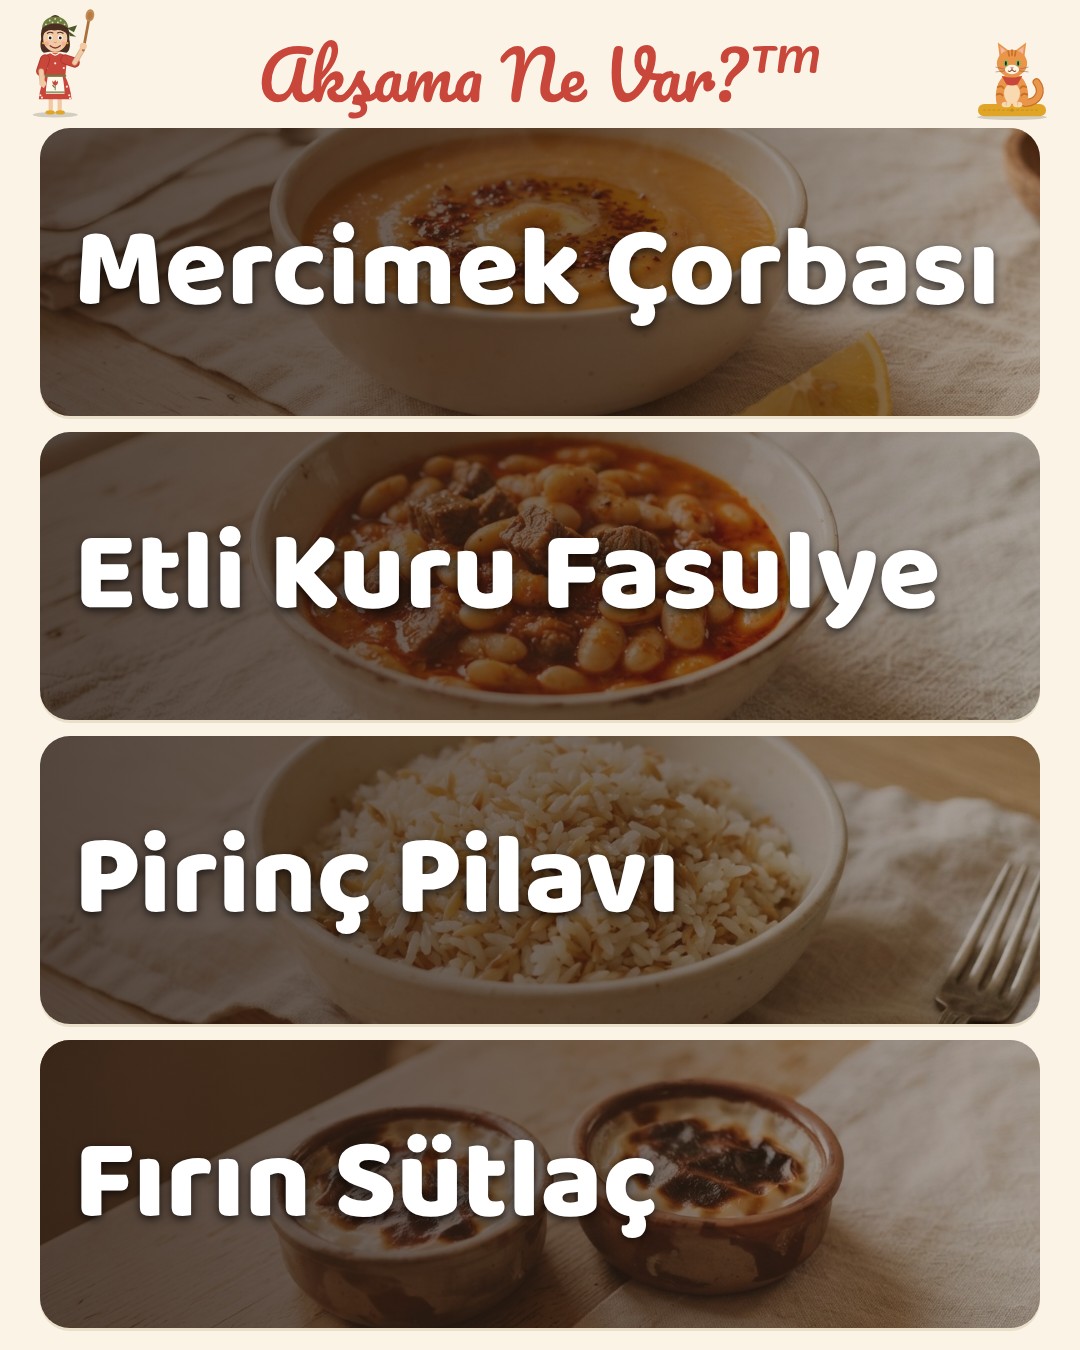 Akşama Ne Var?™
Mercimek Çorbası
Etli Kuru Fasulye
Pirinç Pilavı
Fırın Sütlaç